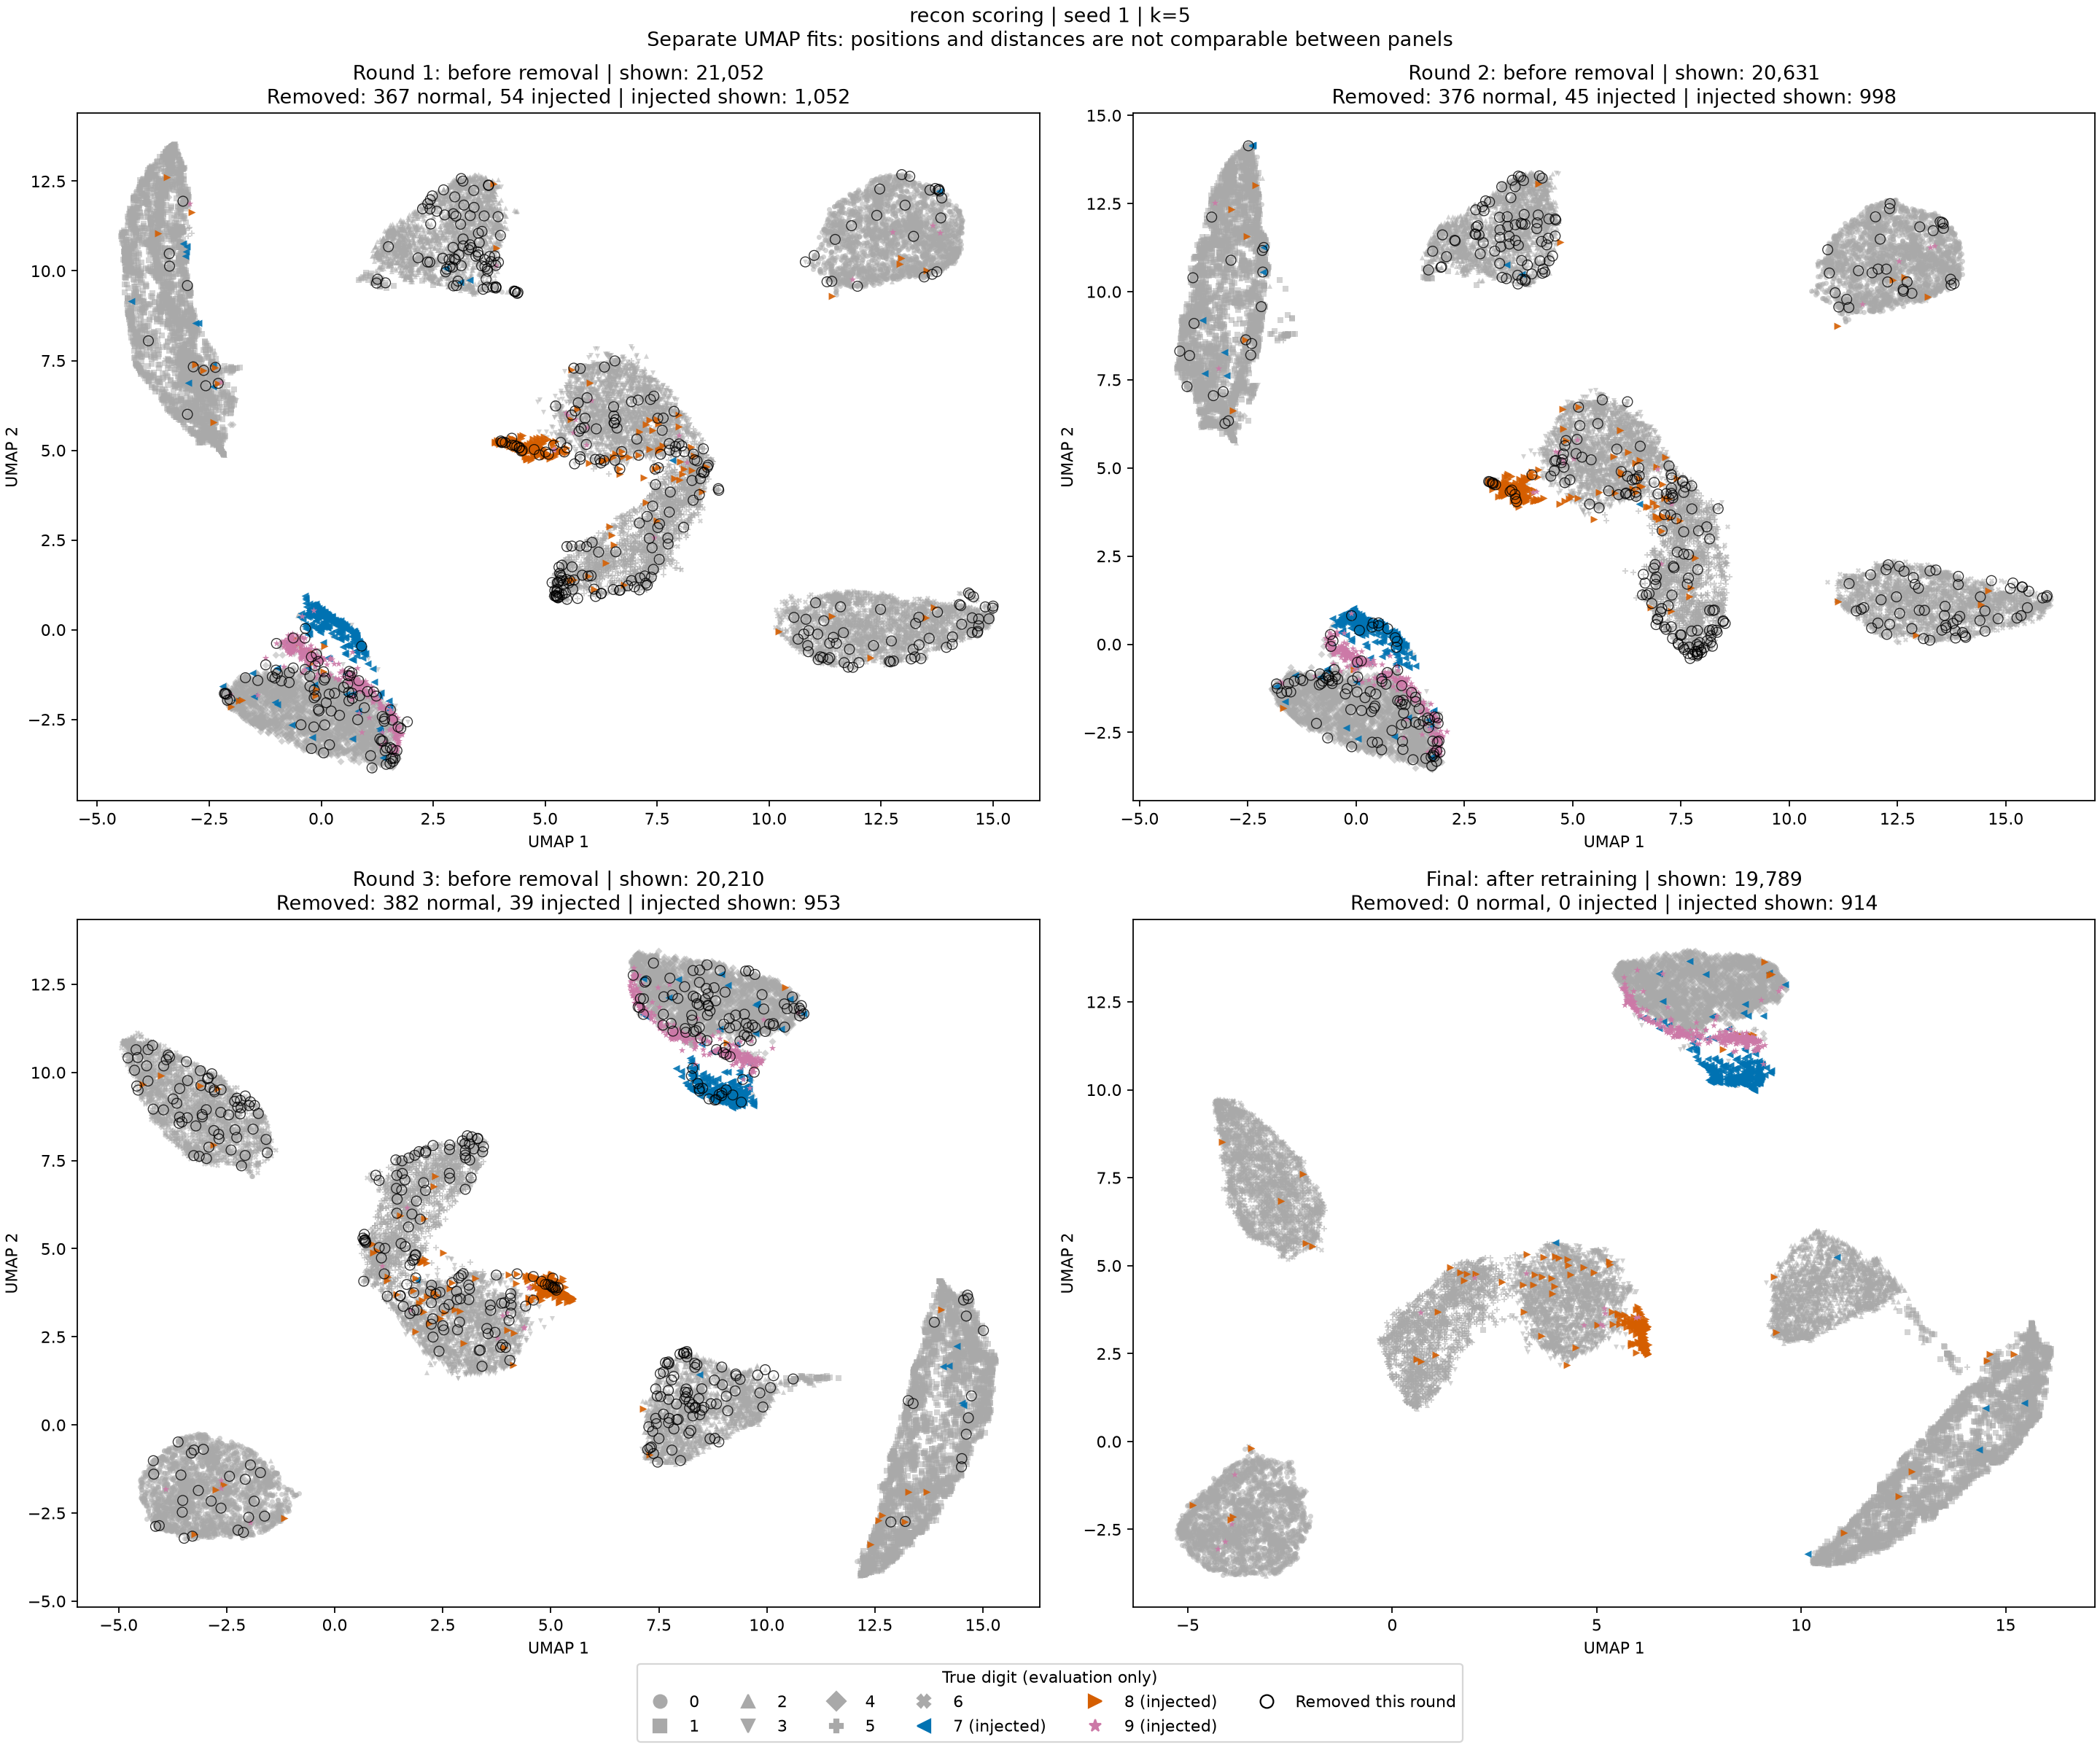 recon scoring | seed 1 | k=5
Separate UMAP fits: positions and distances are not comparable between panels
Round 1: before removal | shown: 21,052
Removed: 367 normal, 54 injected | injected shown: 1,052
12.5
10.0
7.5
5.0
2.5
0.0
−2.5
UMAP 2
−5.0 −2.5 0.0 2.5 5.0 7.5 10.0 12.5 15.0
UMAP 1
Round 2: before removal | shown: 20,631
Removed: 376 normal, 45 injected | injected shown: 998
15.0
12.5
10.0
7.5
5.0
2.5
0.0
−2.5
UMAP 2
−5.0 −2.5 0.0 2.5 5.0 7.5 10.0 12.5 15.0
UMAP 1
Round 3: before removal | shown: 20,210
Removed: 382 normal, 39 injected | injected shown: 953
12.5
10.0
7.5
5.0
2.5
0.0
−2.5
−5.0
UMAP 2
−5.0 −2.5 0.0 2.5 5.0 7.5 10.0 12.5 15.0
UMAP 1
Final: after retraining | shown: 19,789
Removed: 0 normal, 0 injected | injected shown: 914
12.5
10.0
7.5
5.0
2.5
0.0
−2.5
UMAP 2
−5 0 5 10 15
UMAP 1
True digit (evaluation only)
0 2 4 6 8 (injected) Removed this round
1 3 5 7 (injected) 9 (injected)